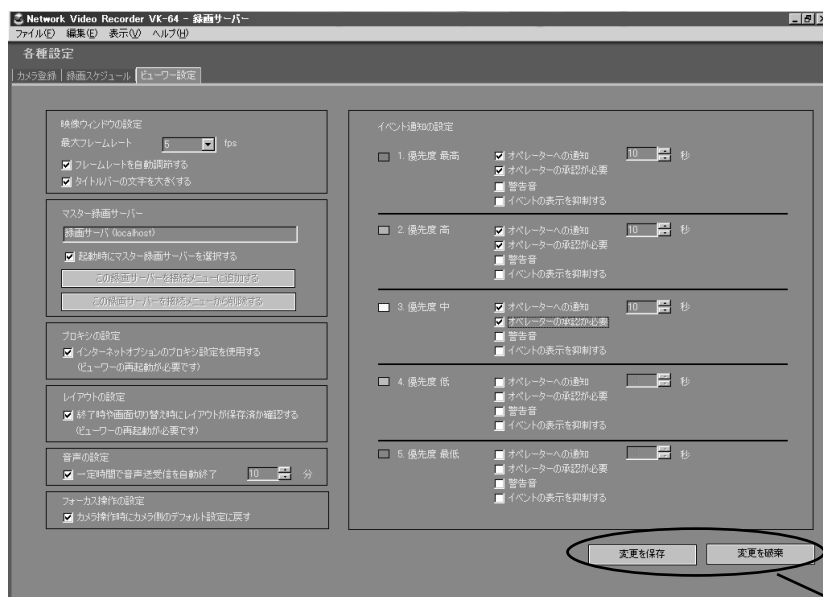 Network Video Recorder VK-64 - 録画サーバー
ファイル(F) 編集(E) 表示(V) ヘルプ(H)
各種設定
カメラ登録 録画スケジュール ビューワー設定
映像ウィンドウの設定
最大フレームレート 5 fps
フレームレートを自動調節する
タイトルバーの文字を大きくする
マスター録画サーバー
録画サーバ (localhost)
起動時にマスター録画サーバーを選択する
この録画サーバーを接続メニューに追加する
この録画サーバーを接続メニューから削除する
プロキシの設定
インターネットオプションのプロキシ設定を使用する
(ビューワーの再起動が必要です)
レイアウトの設定
終了時や画面切り替え時にレイアウトが保存済か確認する
(ビューワーの再起動が必要です)
音声の設定
一定時間で音声送受信を自動終了 10 分
フォーカス操作の設定
カメラ操作時にカメラ側のデフォルト設定に戻す
イベント通知の設定
1. 優先度 最高 オペレーターへの通知 10 秒
オペレーターの承認が必要
警告音
イベントの表示を抑制する
2. 優先度 高 オペレーターへの通知 10 秒
オペレーターの承認が必要
警告音
イベントの表示を抑制する
3. 優先度 中 オペレーターへの通知 10 秒
オペレーターの承認が必要
警告音
イベントの表示を抑制する
4. 優先度 低 オペレーターへの通知 秒
オペレーターの承認が必要
警告音
イベントの表示を抑制する
5. 優先度 最低 オペレーターへの通知 秒
オペレーターの承認が必要
警告音
イベントの表示を抑制する
変更を保存 変更を破棄